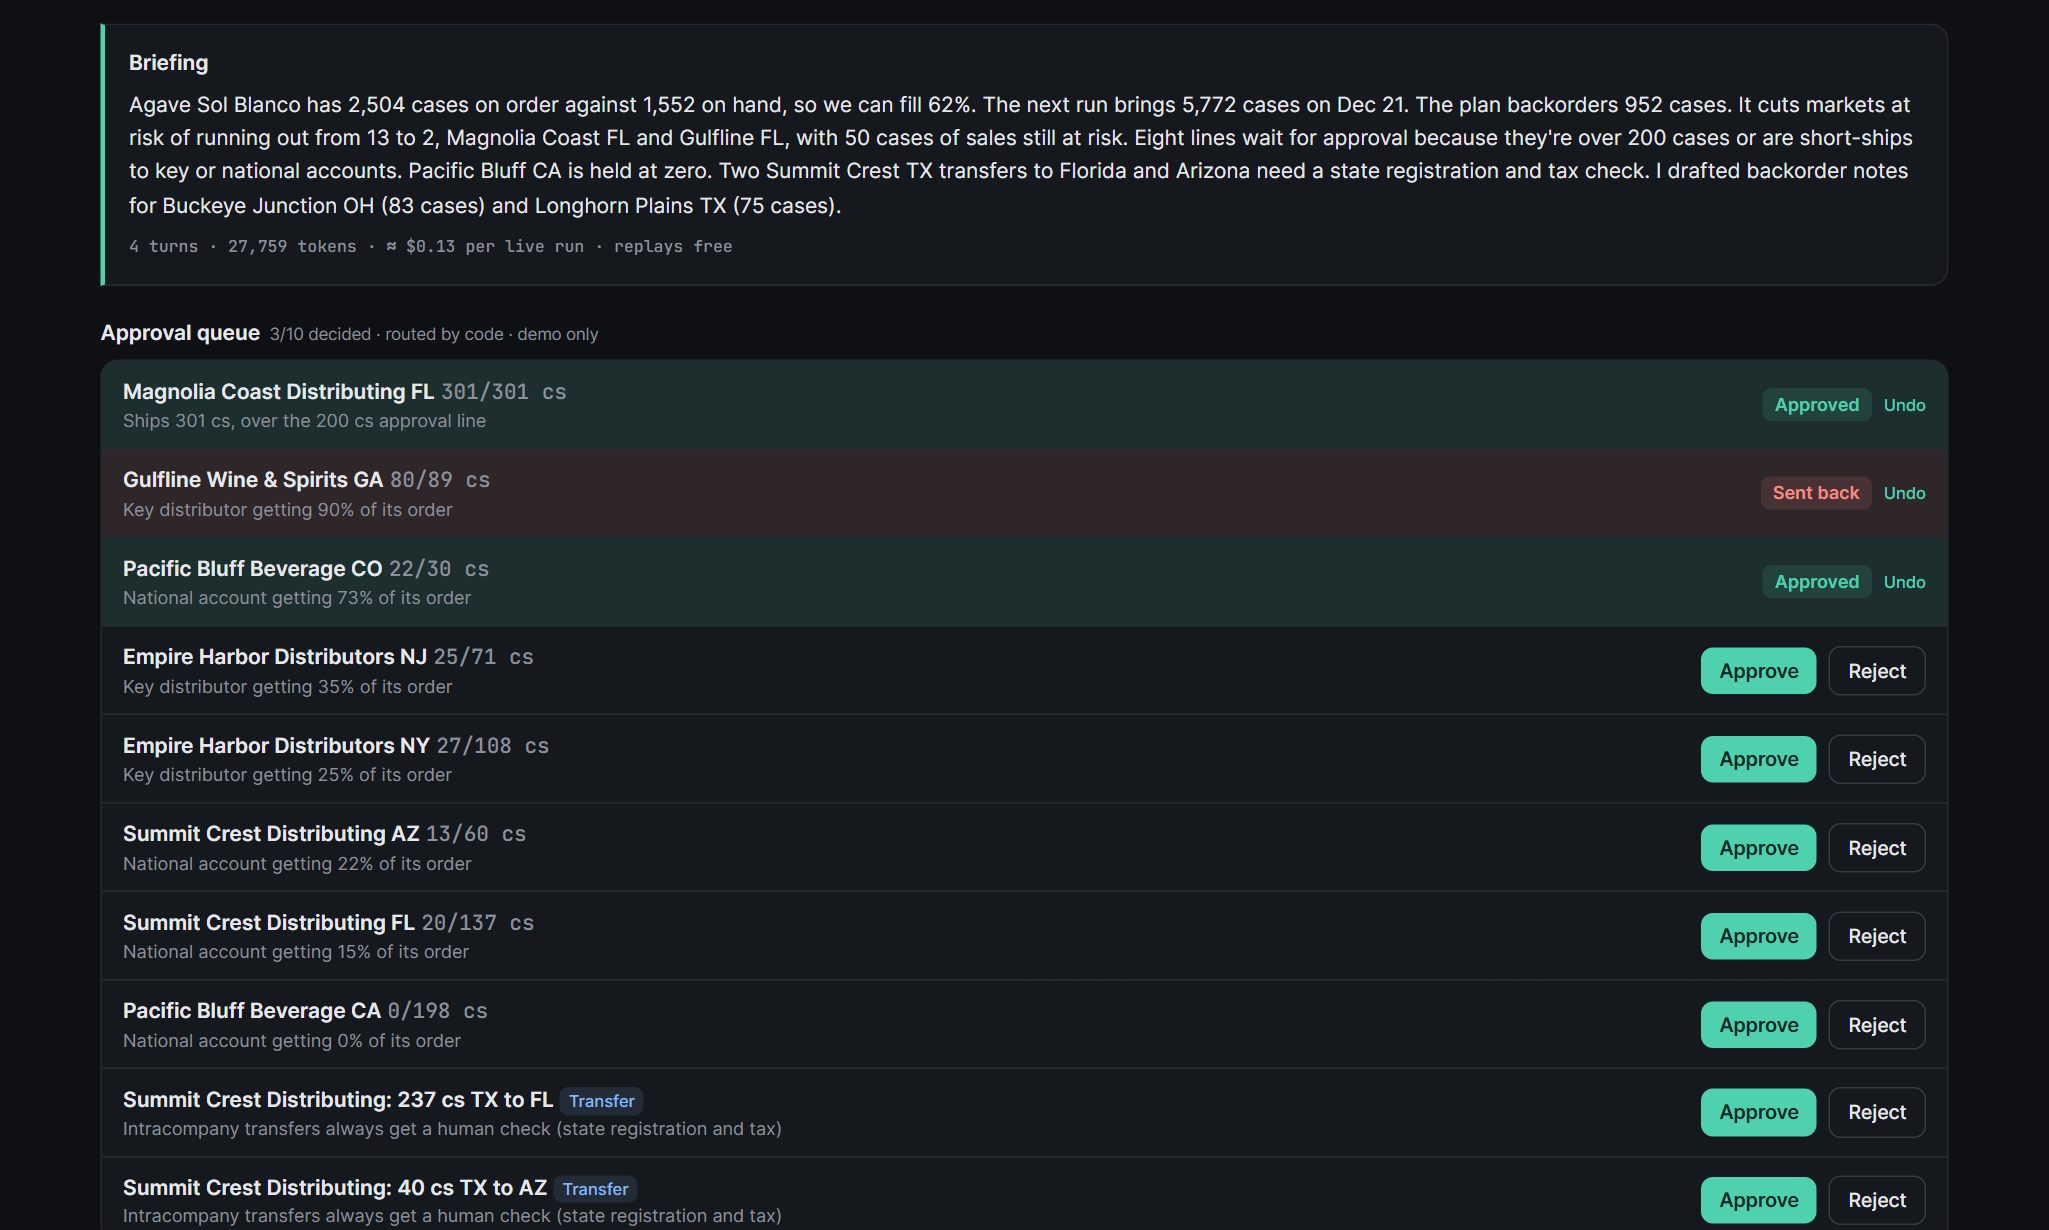 Briefing
Agave Sol Blanco has 2,504 cases on order against 1,552 on hand, so we can fill 62%. The next run brings 5,772 cases on Dec 21. The plan backorders 952 cases. It cuts markets at
risk of running out from 13 to 2, Magnolia Coast FL and Gulfline FL, with 50 cases of sales still at risk. Eight lines wait for approval because they're over 200 cases or are short-ships
to key or national accounts. Pacific Bluff CA is held at zero. Two Summit Crest TX transfers to Florida and Arizona need a state registration and tax check. I drafted backorder notes
for Buckeye Junction OH (83 cases) and Longhorn Plains TX (75 cases).
4 turns · 27,759 tokens · ≈ $0.13 per live run · replays free
Approval queue 3/10 decided · routed by code · demo only
Magnolia Coast Distributing FL 301/301 cs
Ships 301 cs, over the 200 cs approval line
Approved Undo
Gulfline Wine & Spirits GA 80/89 cs
Key distributor getting 90% of its order
Sent back Undo
Pacific Bluff Beverage CO 22/30 cs
National account getting 73% of its order
Approved Undo
Empire Harbor Distributors NJ 25/71 cs
Key distributor getting 35% of its order
Approve Reject
Empire Harbor Distributors NY 27/108 cs
Key distributor getting 25% of its order
Approve Reject
Summit Crest Distributing AZ 13/60 cs
National account getting 22% of its order
Approve Reject
Summit Crest Distributing FL 20/137 cs
National account getting 15% of its order
Approve Reject
Pacific Bluff Beverage CA 0/198 cs
National account getting 0% of its order
Approve Reject
Summit Crest Distributing: 237 cs TX to FL Transfer
Intracompany transfers always get a human check (state registration and tax)
Approve Reject
Summit Crest Distributing: 40 cs TX to AZ Transfer
Intracompany transfers always get a human check (state registration and tax)
Approve Reject